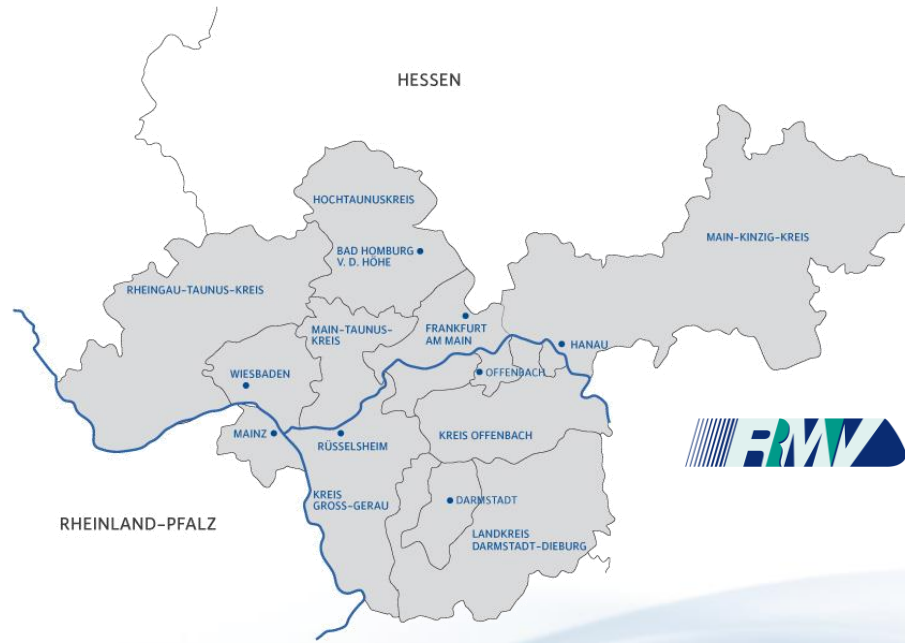 HESSEN
HOCHTAUNUSKREIS
MAIN-KINZIG-KREIS
BAD HOMBURG
V. D. HÖHE
RHEINGAU-TAUNUS-KREIS
MAIN-TAUNUS-
KREIS
FRANKFURT
AM MAIN
HANAU
WIESBADEN
OFFENBACH
MAINZ
RÜSSELSHEIM
KREIS OFFENBACH
RMV
KREIS
GROSS-GERAU
DARMSTADT
RHEINLAND-PFALZ
LANDKREIS
DARMSTADT-DIEBURG